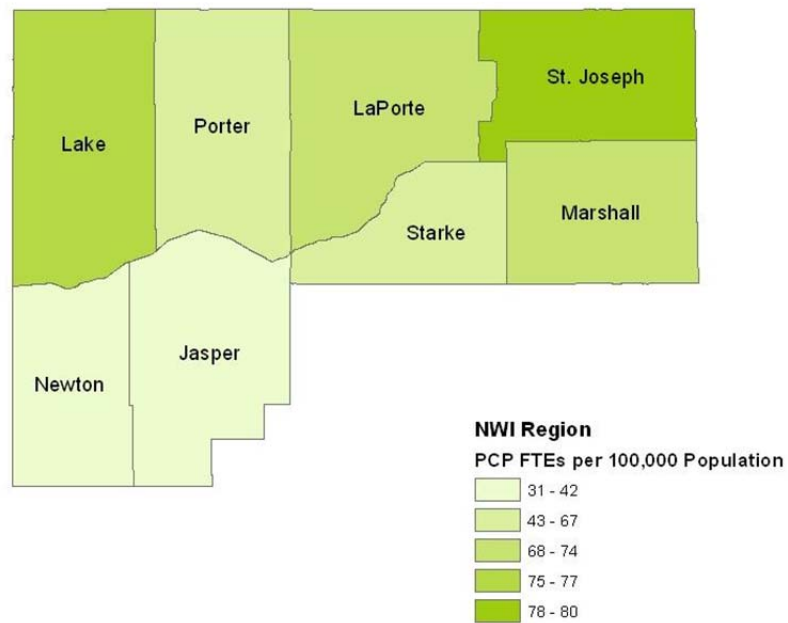 St. Joseph
LaPorte
Porter
Lake
Marshall
Starke
Jasper
Newton
NWI Region
PCP FTEs per 100,000 Population
31 - 42
43 - 67
68 - 74
75 - 77
78 - 80